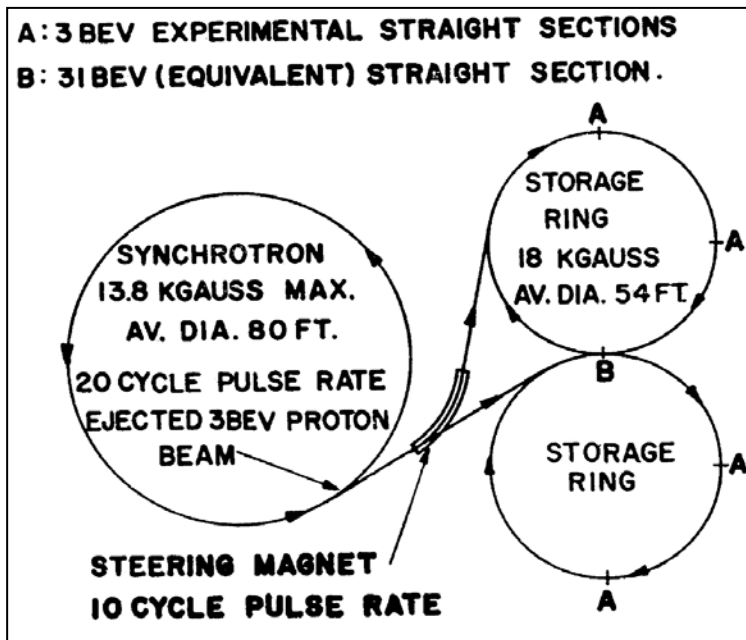 A: 3 BEV EXPERIMENTAL STRAIGHT SECTIONS
B: 31 BEV (EQUIVALENT) STRAIGHT SECTION.
A
STORAGE
RING
18 KGAUSS
AV. DIA. 54 FT.
A
SYNCHROTRON
13.8 KGAUSS MAX.
AV. DIA. 80 FT.
20 CYCLE PULSE RATE
EJECTED 3BEV PROTON
BEAM
B
STORAGE
RING
A
A
STEERING MAGNET
10 CYCLE PULSE RATE